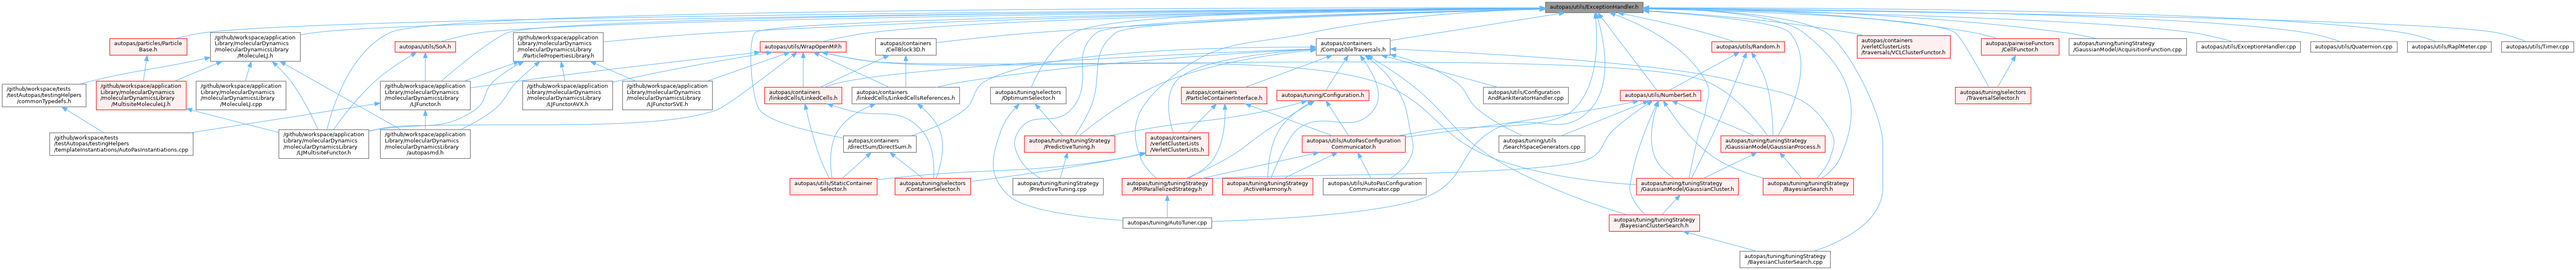 autopas/utils/ExceptionHandler.h
autopas/particles/Particle
Base.h
/github/workspace/application
Library/molecularDynamics
/molecularDynamicsLibrary
/MoleculeLJ.h
autopas/utils/SoA.h
/github/workspace/application
Library/molecularDynamics
/molecularDynamicsLibrary
/ParticlePropertiesLibrary.h
autopas/utils/WrapOpenMP.h
autopas/containers
/CellBlock3D.h
autopas/containers
/CompatibleTraversals.h
autopas/utils/Random.h
autopas/containers
/verletClusterLists
/traversals/VCLClusterFunctor.h
autopas/pairwiseFunctors
/CellFunctor.h
autopas/tuning/tuningStrategy
/GaussianModel/AcquisitionFunction.cpp
autopas/utils/ExceptionHandler.cpp
autopas/utils/Quaternion.cpp
autopas/utils/RaplMeter.cpp
autopas/utils/Timer.cpp
/github/workspace/tests
/testAutopas/testingHelpers
/commonTypedefs.h
/github/workspace/application
Library/molecularDynamics
/molecularDynamicsLibrary
/MultisiteMoleculeLJ.h
/github/workspace/application
Library/molecularDynamics
/molecularDynamicsLibrary
/MoleculeLJ.cpp
/github/workspace/application
Library/molecularDynamics
/molecularDynamicsLibrary
/LJFunctor.h
/github/workspace/application
Library/molecularDynamics
/molecularDynamicsLibrary
/LJFunctorAVX.h
/github/workspace/application
Library/molecularDynamics
/molecularDynamicsLibrary
/LJFunctorSVE.h
autopas/containers
/linkedCells/LinkedCells.h
autopas/containers
/linkedCells/LinkedCellsReferences.h
autopas/tuning/selectors
/OptimumSelector.h
autopas/containers
/ParticleContainerInterface.h
autopas/tuning/Configuration.h
autopas/utils/Configuration
AndRankIteratorHandler.cpp
autopas/utils/NumberSet.h
autopas/tuning/selectors
/TraversalSelector.h
/github/workspace/tests
/testAutopas/testingHelpers
/templateInstantiations/AutoPasInstantiations.cpp
/github/workspace/application
Library/molecularDynamics
/molecularDynamicsLibrary
/LJMultisiteFunctor.h
/github/workspace/application
Library/molecularDynamics
/molecularDynamicsLibrary
/autopasmd.h
autopas/containers
/directSum/DirectSum.h
autopas/tuning/tuningStrategy
/PredictiveTuning.h
autopas/containers
/verletClusterLists
/VerletClusterLists.h
autopas/utils/AutoPasConfiguration
Communicator.h
autopas/tuning/utils
/SearchSpaceGenerators.cpp
autopas/tuning/tuningStrategy
/GaussianModel/GaussianProcess.h
autopas/utils/StaticContainer
Selector.h
autopas/tuning/selectors
/ContainerSelector.h
autopas/tuning/tuningStrategy
/PredictiveTuning.cpp
autopas/tuning/tuningStrategy
/MPIParallelizedStrategy.h
autopas/tuning/tuningStrategy
/ActiveHarmony.h
autopas/utils/AutoPasConfiguration
Communicator.cpp
autopas/tuning/tuningStrategy
/GaussianModel/GaussianCluster.h
autopas/tuning/tuningStrategy
/BayesianSearch.h
autopas/tuning/AutoTuner.cpp
autopas/tuning/tuningStrategy
/BayesianClusterSearch.h
autopas/tuning/tuningStrategy
/BayesianClusterSearch.cpp